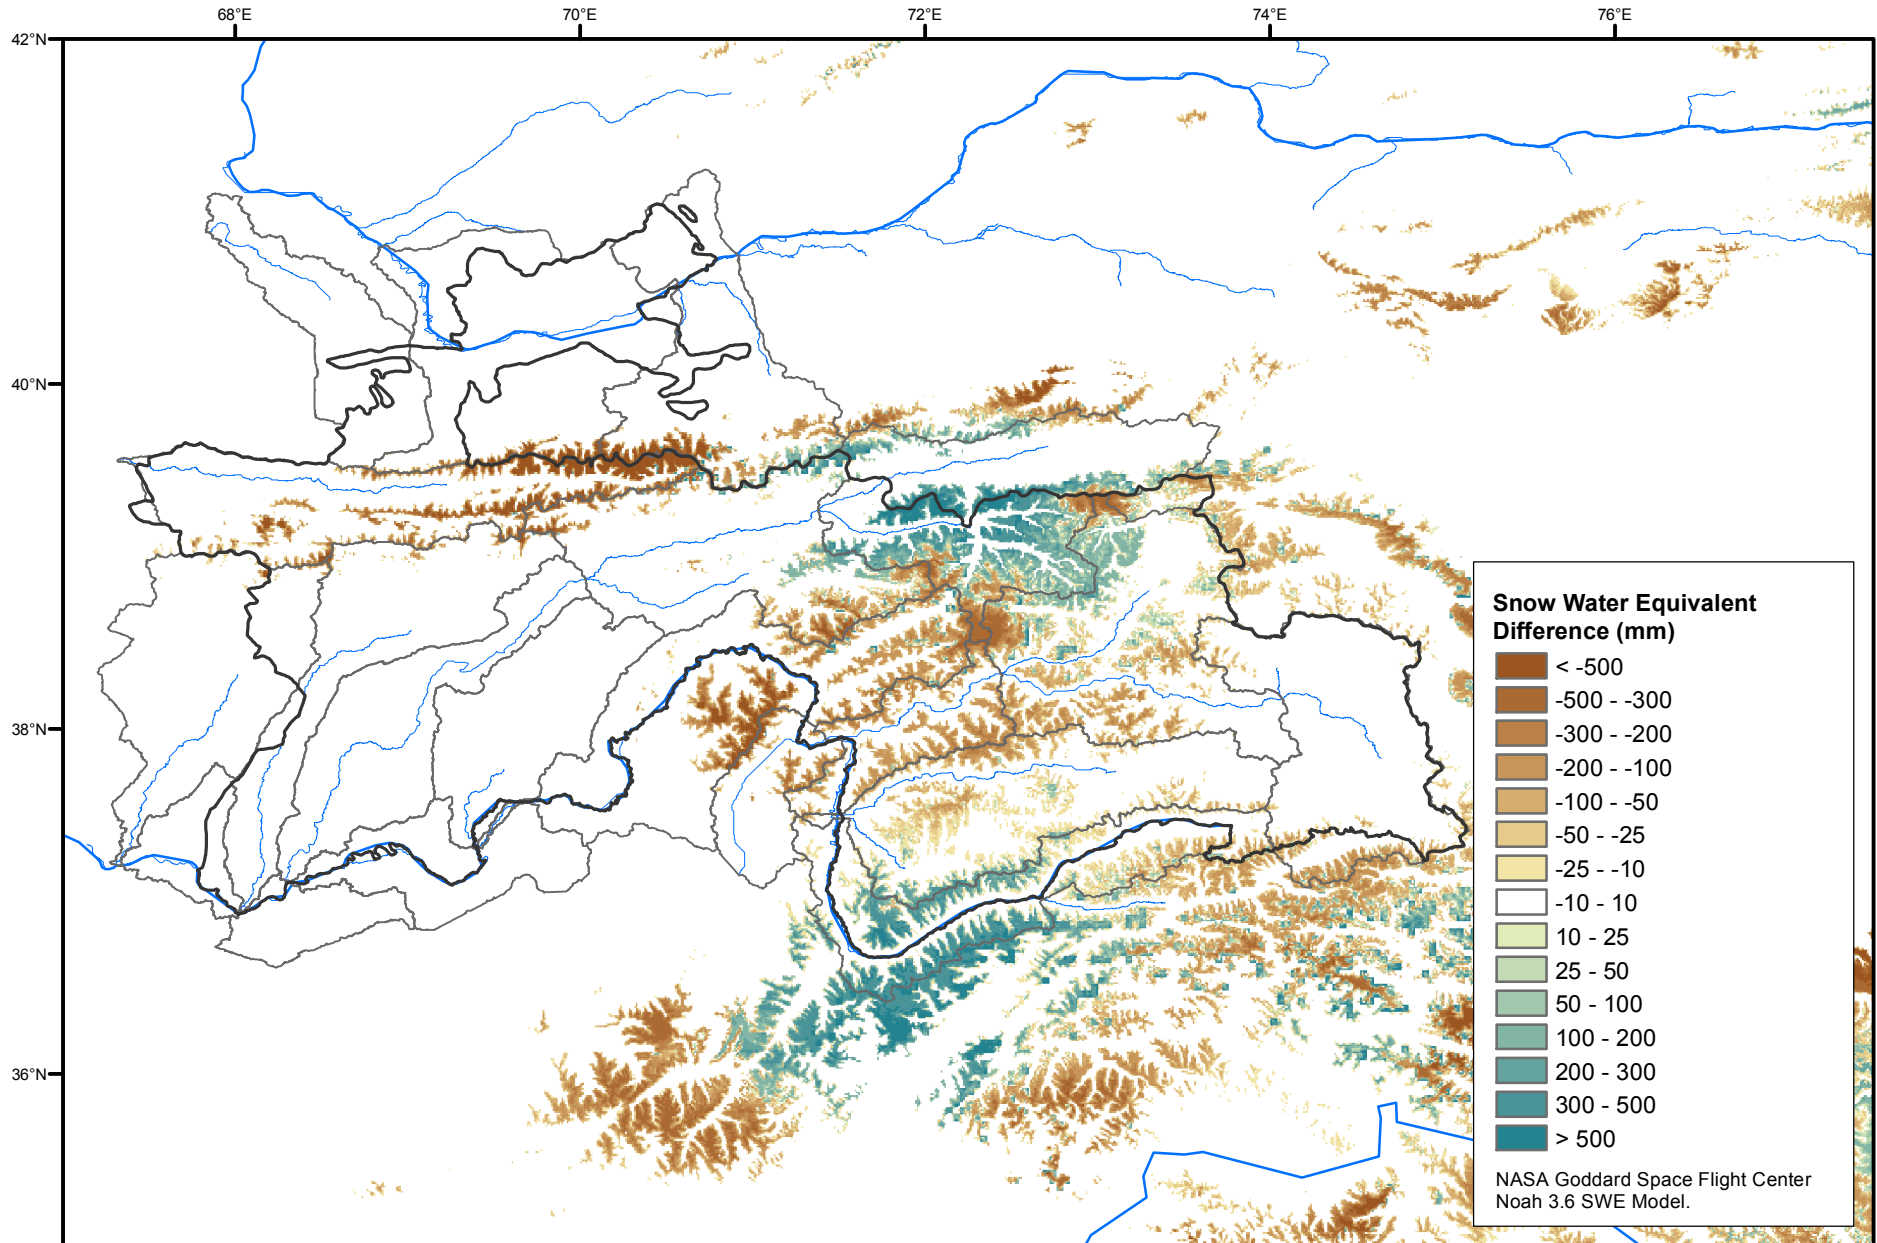 68°E 70°E 72°E 74°E 76°E
42°N
40°N
38°N
36°N
Snow Water Equivalent
Difference (mm)
< -500
-500 - -300
-300 - -200
-200 - -100
-100 - -50
-50 - -25
-25 - -10
-10 - 10
10 - 25
25 - 50
50 - 100
100 - 200
200 - 300
300 - 500
> 500
NASA Goddard Space Flight Center
Noah 3.6 SWE Model.